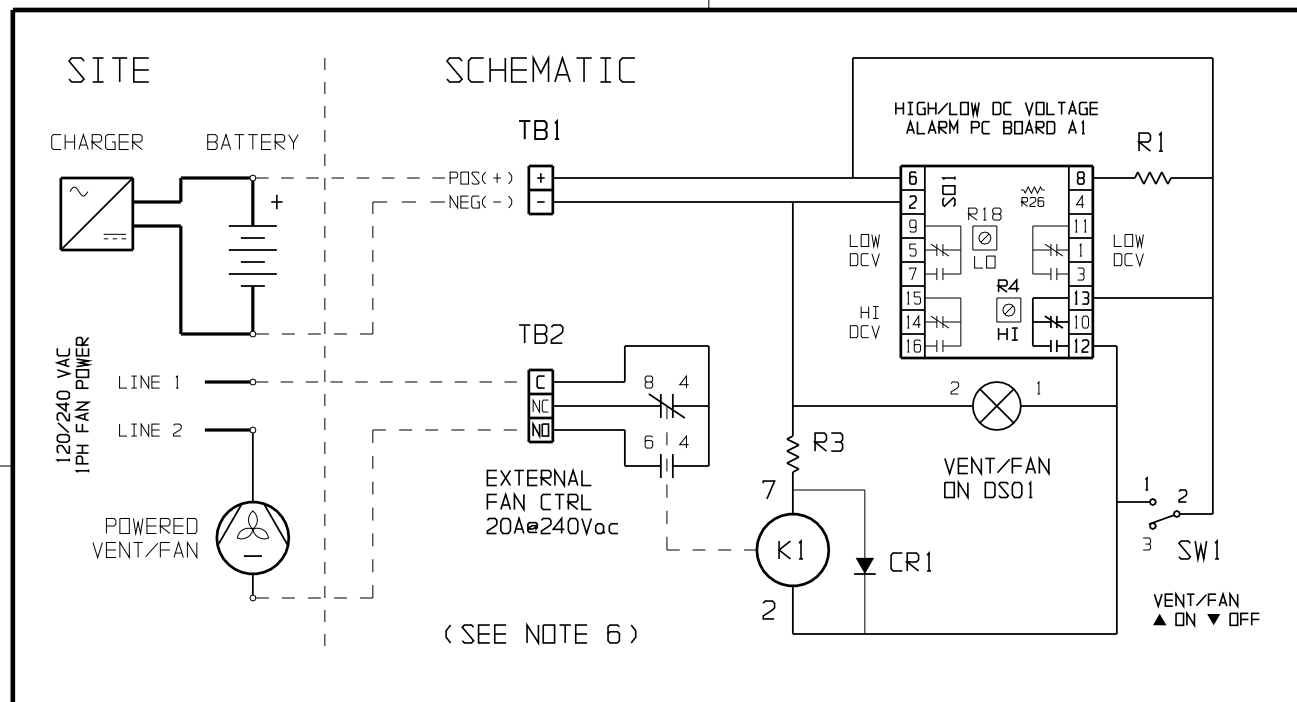 SITE
SCHEMATIC
CHARGER
BATTERY
+
TB1
POS(+)
NEG(-)
+
-
HIGH/LOW DC VOLTAGE
ALARM PC BOARD A1
R1
6
2
9
5
7
15
14
16
SO1
R26
R18
LO
R4
HI
8
4
11
1
3
13
10
12
LOW
DCV
HI
DCV
LOW
DCV
120/240 VAC
1PH FAN POWER
LINE 1
LINE 2
POWERED
VENT/FAN
TB2
C
NC
NO
8 4
6 4
EXTERNAL
FAN CTRL
20A@240Vac
2 1
VENT/FAN
ON DS01
R3
7
K1
2
CR1
1
2
3
SW1
VENT/FAN
▲ ON ▼ OFF
(SEE NOTE 6)